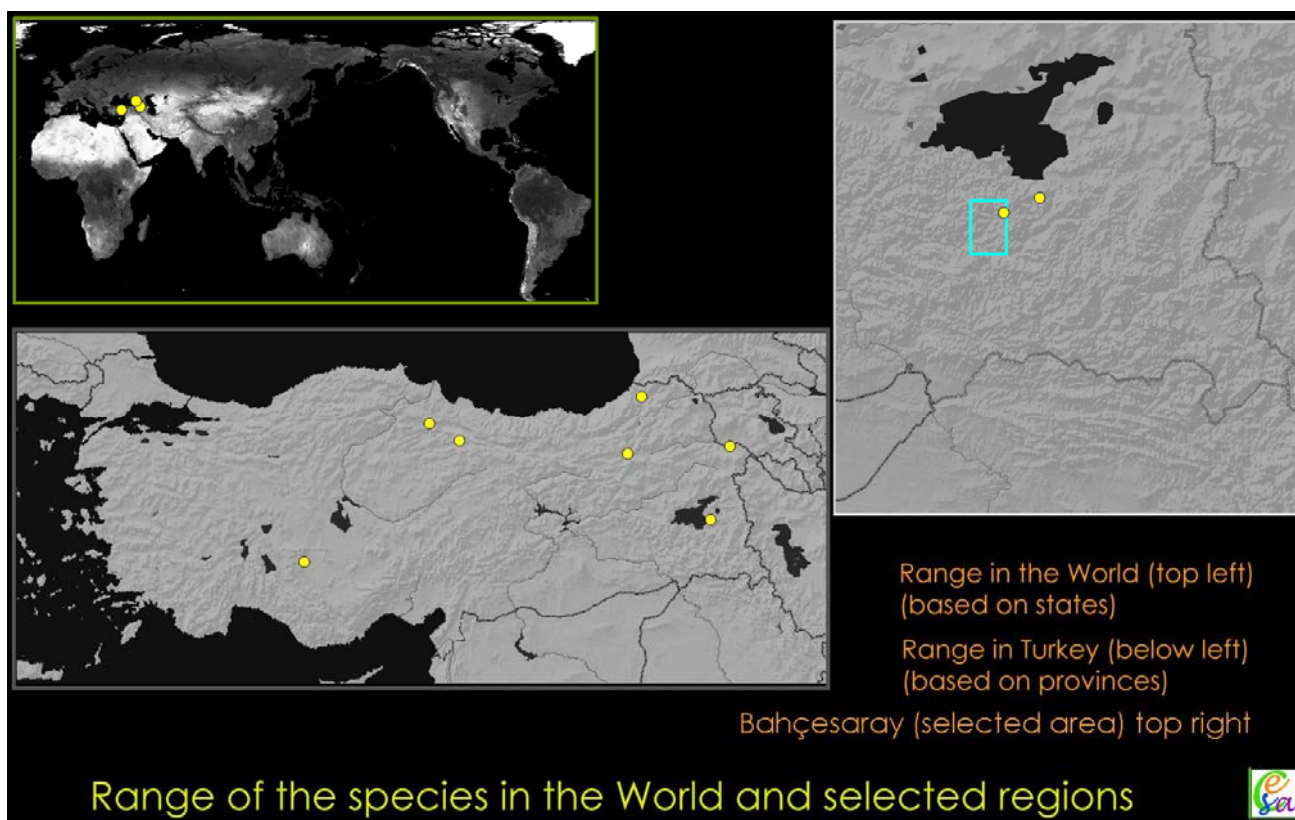 Range in the World (top left)
(based on states)
Range in Turkey (below left)
(based on provinces)
Bahçesaray (selected area) top right
Range of the species in the World and selected regions
Cesa